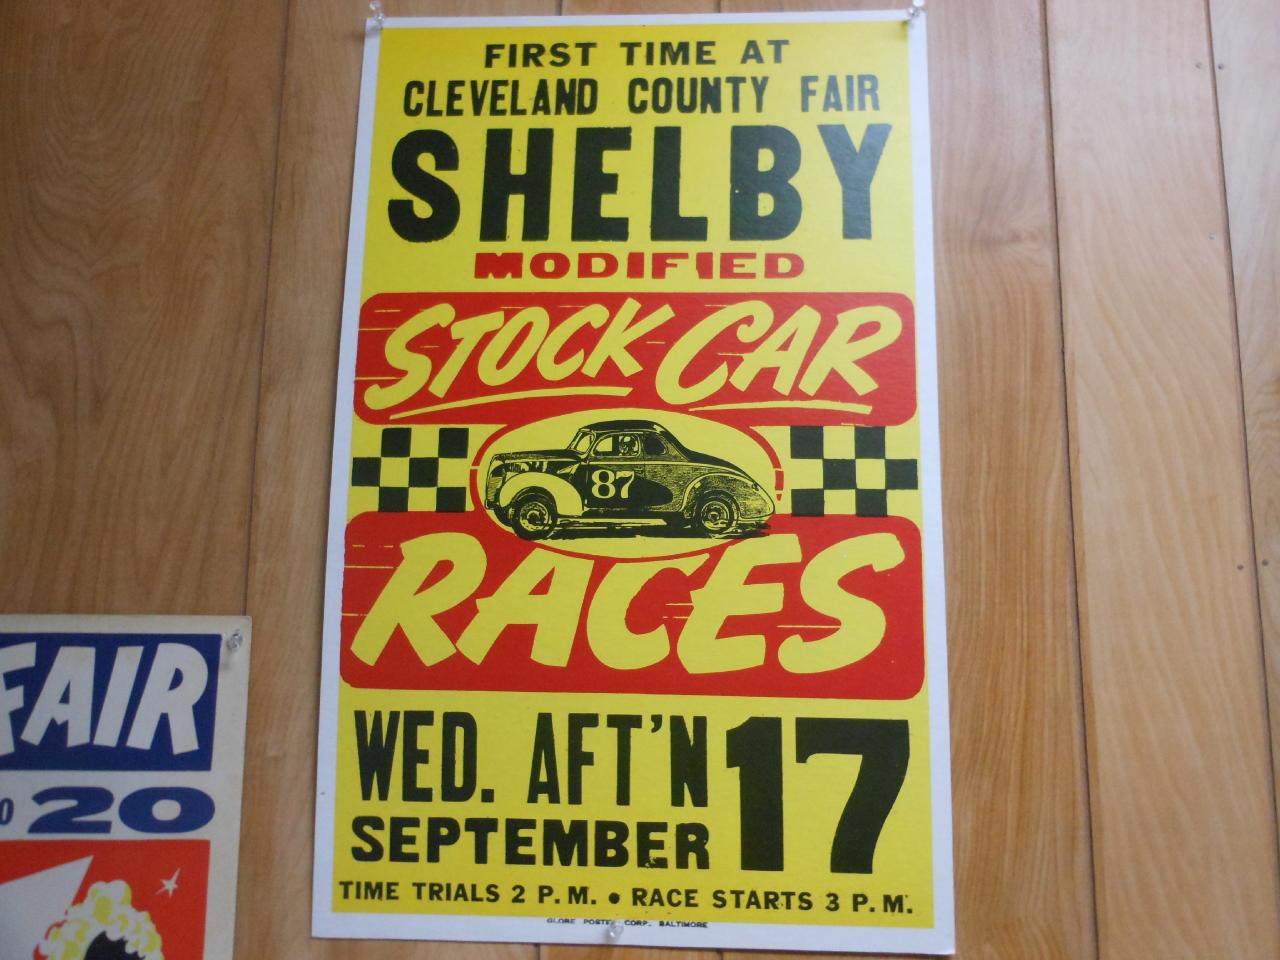 FIRST TIME AT
CLEVELAND COUNTY FAIR
SHELBY
MODIFIED
STOCK CAR
87
RACES
WED. AFT'N 17
SEPTEMBER
TIME TRIALS 2 P.M. • RACE STARTS 3 P.M.
GLOBE POSTER CORP. BALTIMORE
FAIR
20